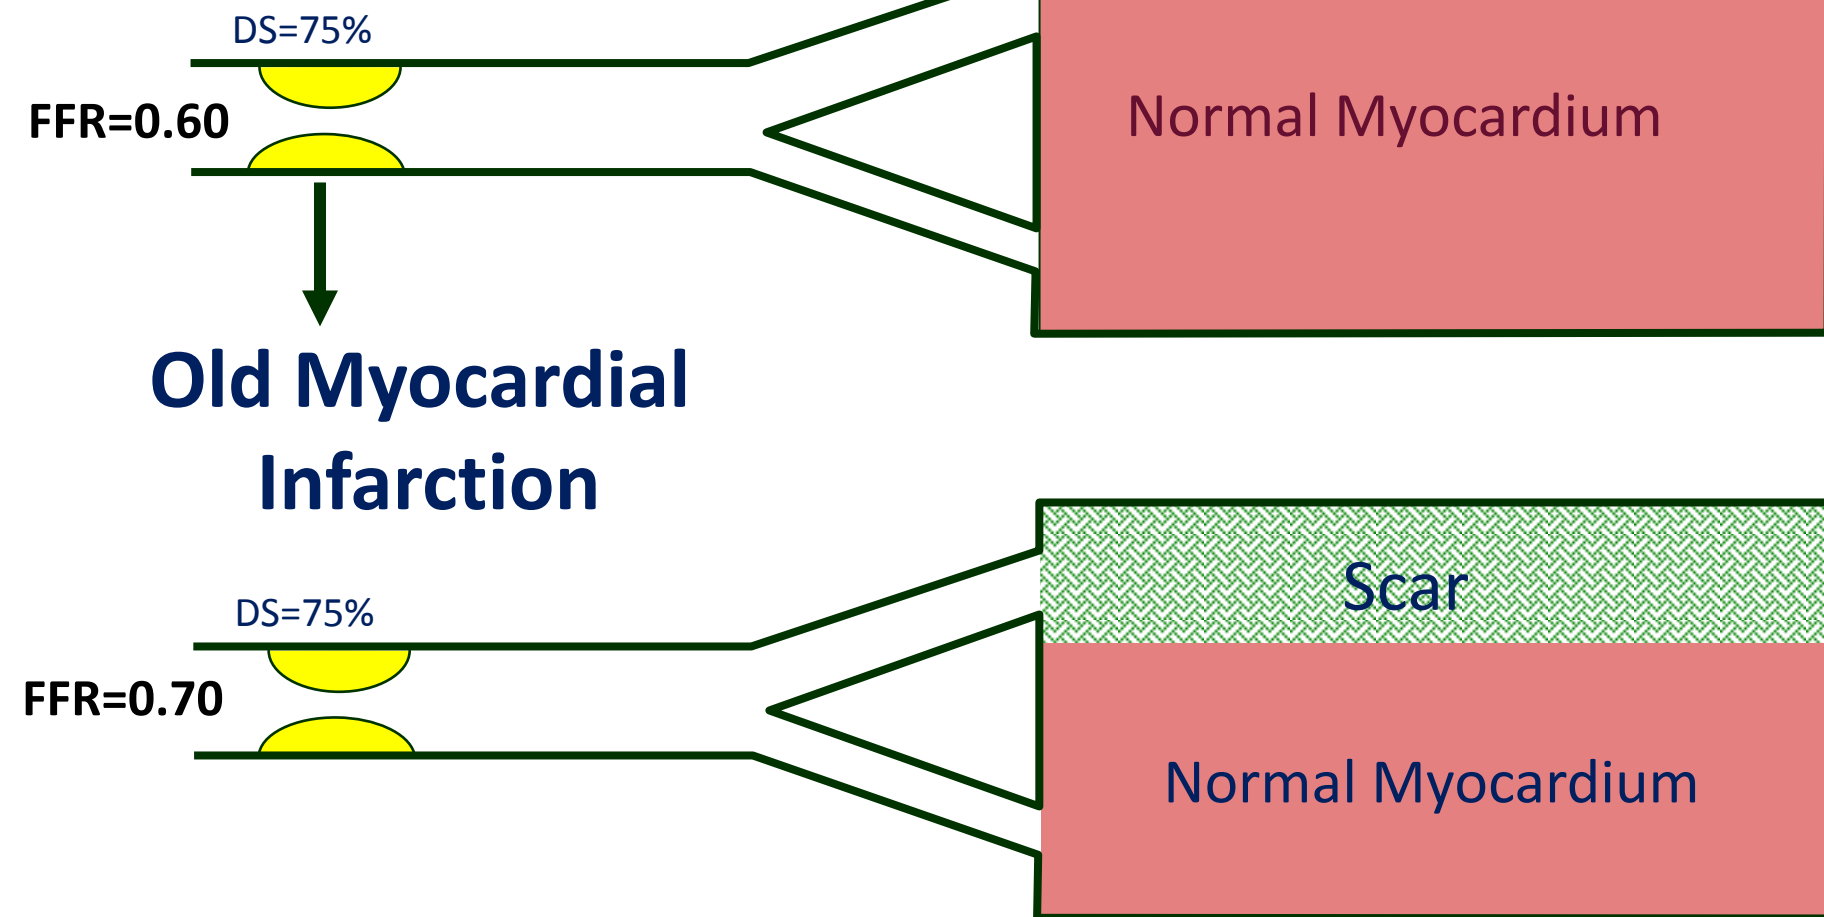 DS=75%
FFR=0.60
Normal Myocardium
Old Myocardial
Infarction
Scar
DS=75%
FFR=0.70
Normal Myocardium